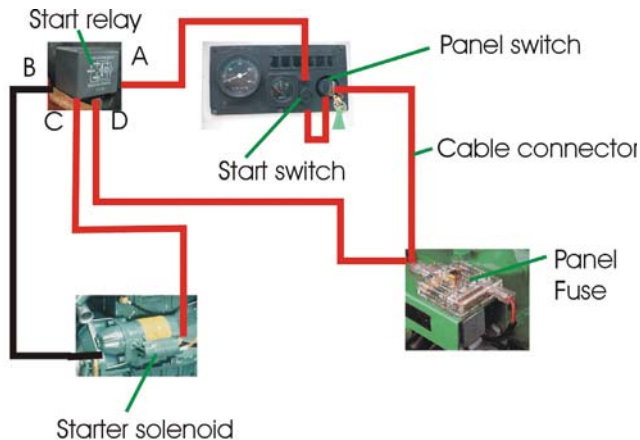 Start relay
A
Panel switch
B
C
D
Start switch
Cable connector
Panel
Fuse
Starter solenoid